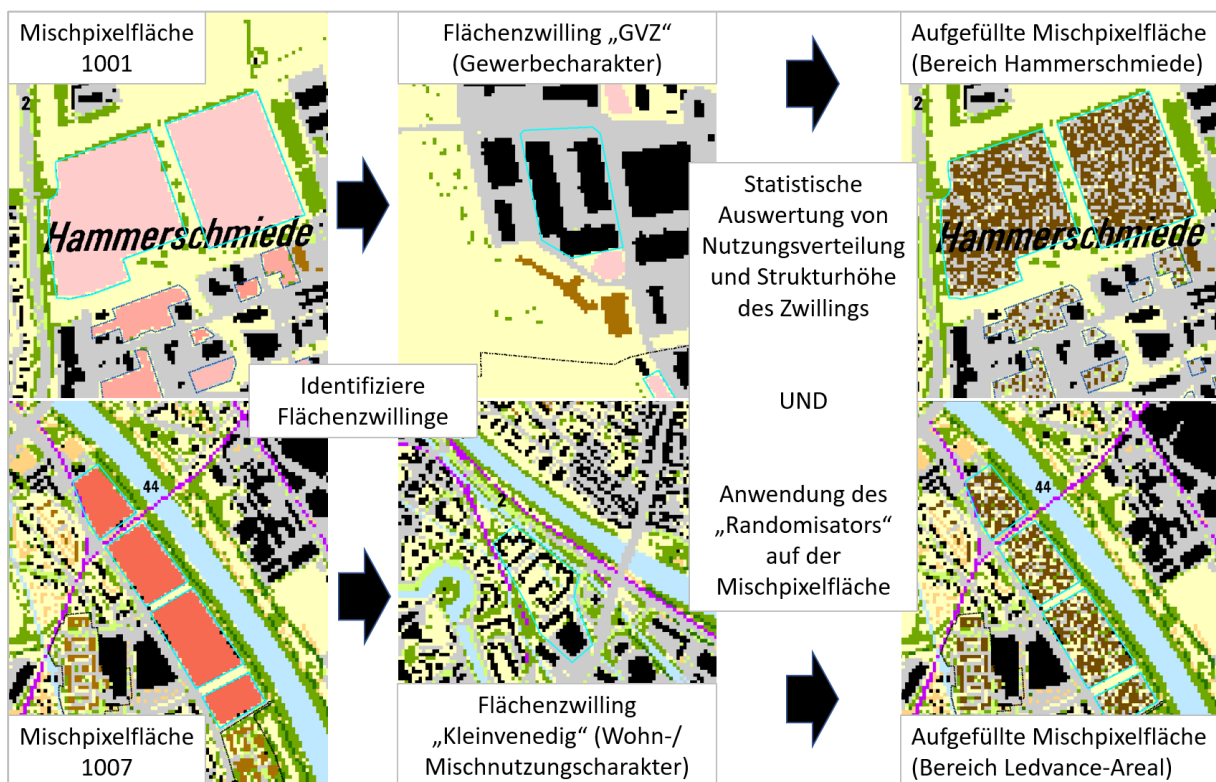 Mischpixelfläche
1001
Flächenzwilling „GVZ“
(Gewerbecharakter)
Aufgefüllte Mischpixelfläche
(Bereich Hammerschmiede)
2
Hammerschmiede
2
Hammerschmiede
Statistische
Auswertung von
Nutzungsverteilung
und Strukturhöhe
des Zwillings
UND
Anwendung des
„Randomisators“
auf der
Mischpixelfläche
Identifiziere
Flächenzwillinge
44
2
44
Mischpixelfläche
1007
Flächenzwilling
„Kleinvenedig“ (Wohn-/
Mischnutzungscharakter)
Aufgefüllte Mischpixelfläche
(Bereich Ledvance-Areal)